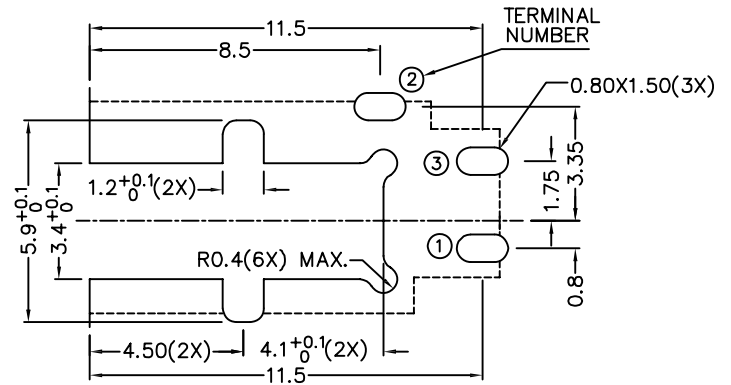 11.5
TERMINAL
NUMBER
8.5
2
0.80X1.50(3X)
3
1.2+0.1 0(2X)
5.9+0.1 0
3.4+0.1 0
1.75
3.35
R0.4(6X) MAX.
1
0.8
4.50(2X)
4.1+0.1 0(2X)
11.5